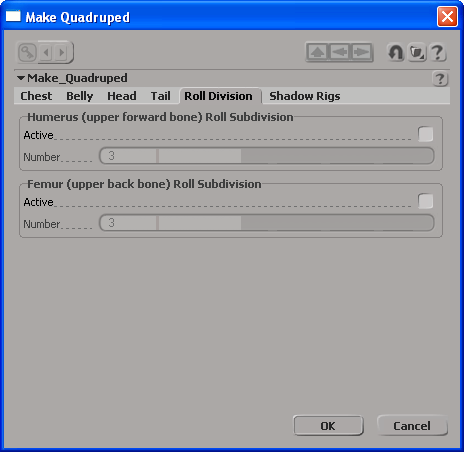 Make Quadruped
Make_Quadruped
Chest Belly Head Tail Roll Division Shadow Rigs
Humerus (upper forward bone) Roll Subdivision
Active
Number 3
Femur (upper back bone) Roll Subdivision
Active
Number 3
OK Cancel